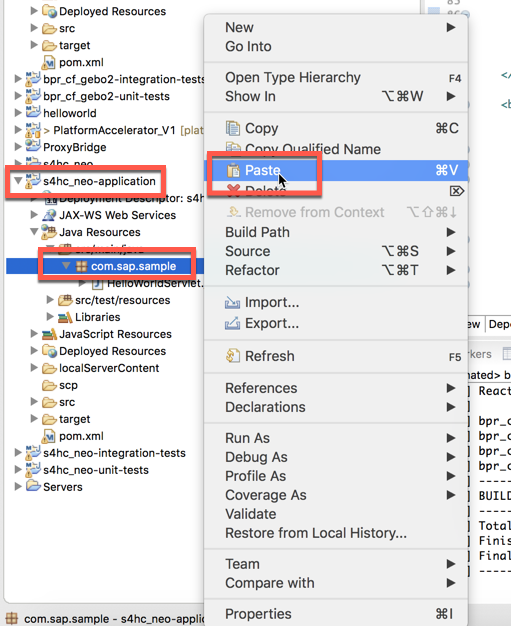 Deployed Resources
src
target
pom.xml
bpr_cf_gebo2-integration-tests
bpr_cf_gebo2-unit-tests
helloworld
> PlatformAccelerator_V1 [plat
ProxyBridge
s4hc_neo
s4hc_neo-application
Deployment Descriptor: s4h
JAX-WS Web Services
Java Resources
src/main/java
com.sap.sample
HelloWorldServlet.
src/test/resources
Libraries
JavaScript Resources
Deployed Resources
localServerContent
scp
src
target
pom.xml
s4hc_neo-integration-tests
s4hc_neo-unit-tests
Servers
com.sap.sample - s4hc_neo-applic
New
Go Into
Open Type Hierarchy F4
Show In ⌥⌘W
Copy ⌘C
Copy Qualified Name
Paste ⌘V
Delete ⌦
Remove from Context ⌥⇧⌘↓
Build Path
Source ⌥⌘S
Refactor ⌥⌘T
Import...
Export...
Refresh F5
References
Declarations
Run As
Debug As
Profile As
Coverage As
Validate
Restore from Local History...
Team
Compare with
Properties ⌘I
85
</
<b
ew Depe
rkers
nated> b
] React
]
] bpr_c
] bpr_c
] bpr_c
] bpr_c
] -----
] BUILD
] -----
] Total
] Finis
] Final
] -----